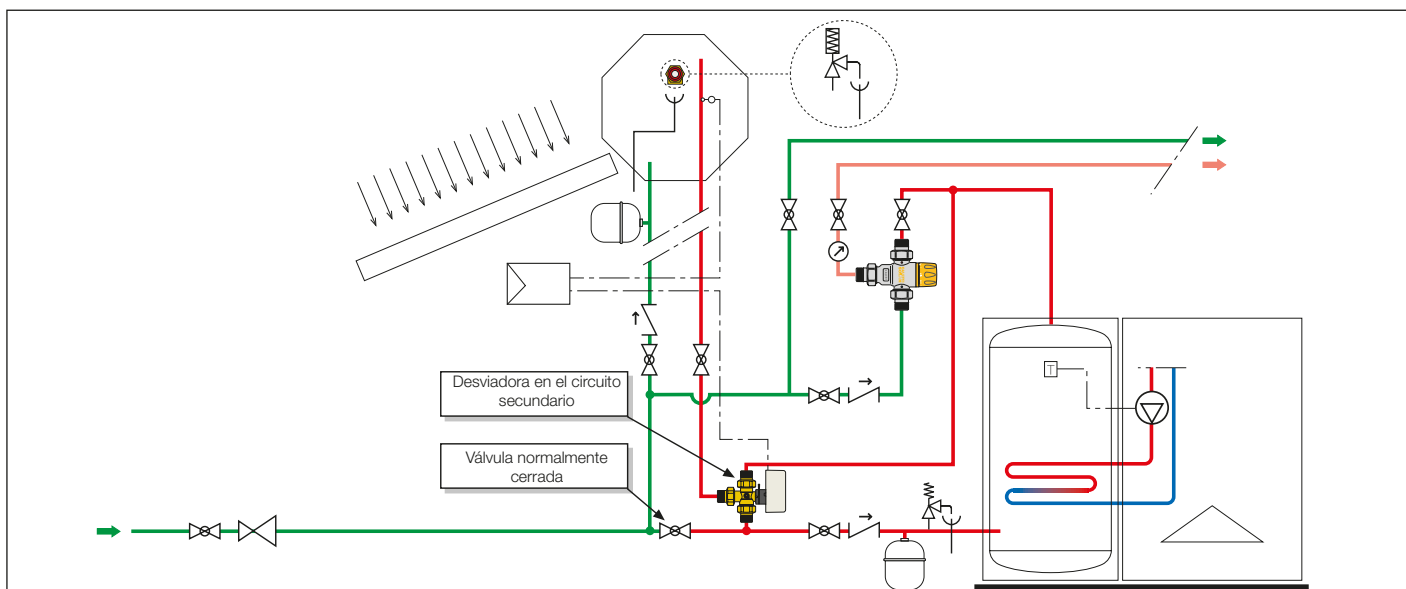 Desviadora en el circuito
secundario
Válvula normalmente
cerrada
T